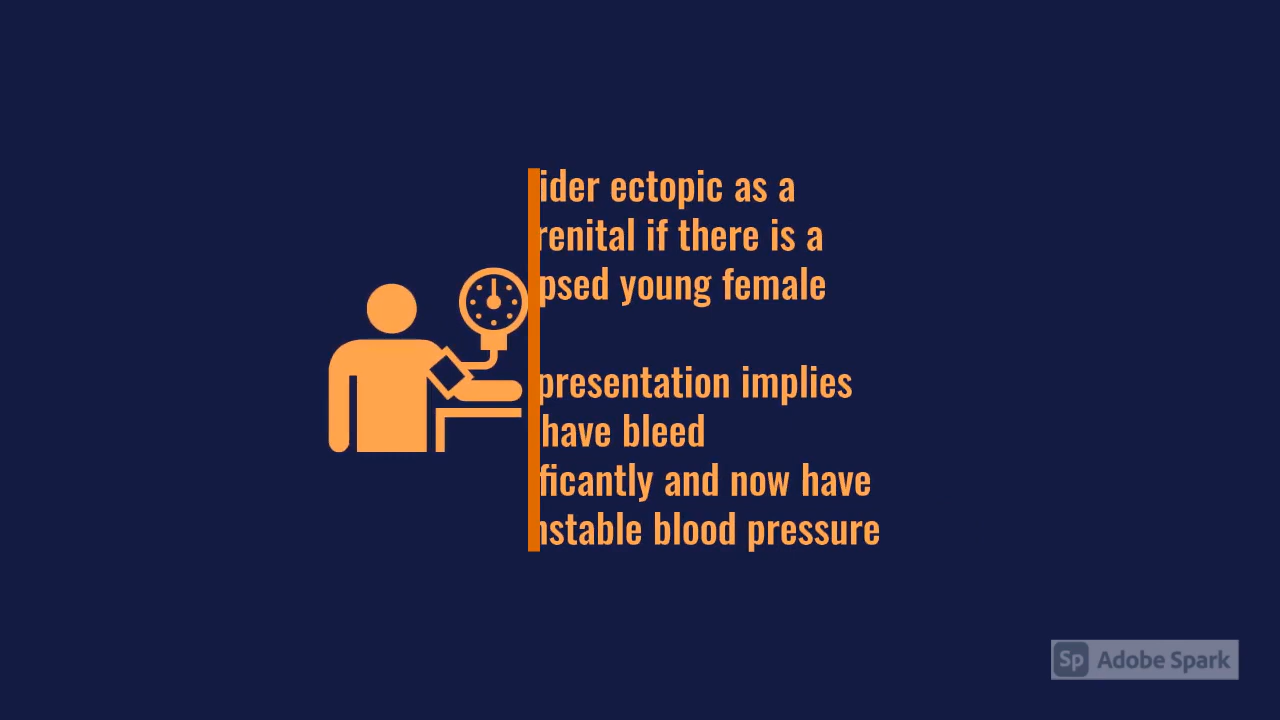 ider ectopic as a
renital if there is a
psed young female
presentation implies
have bleed
ficantly and now have
nstable blood pressure
Sp Adobe Spark